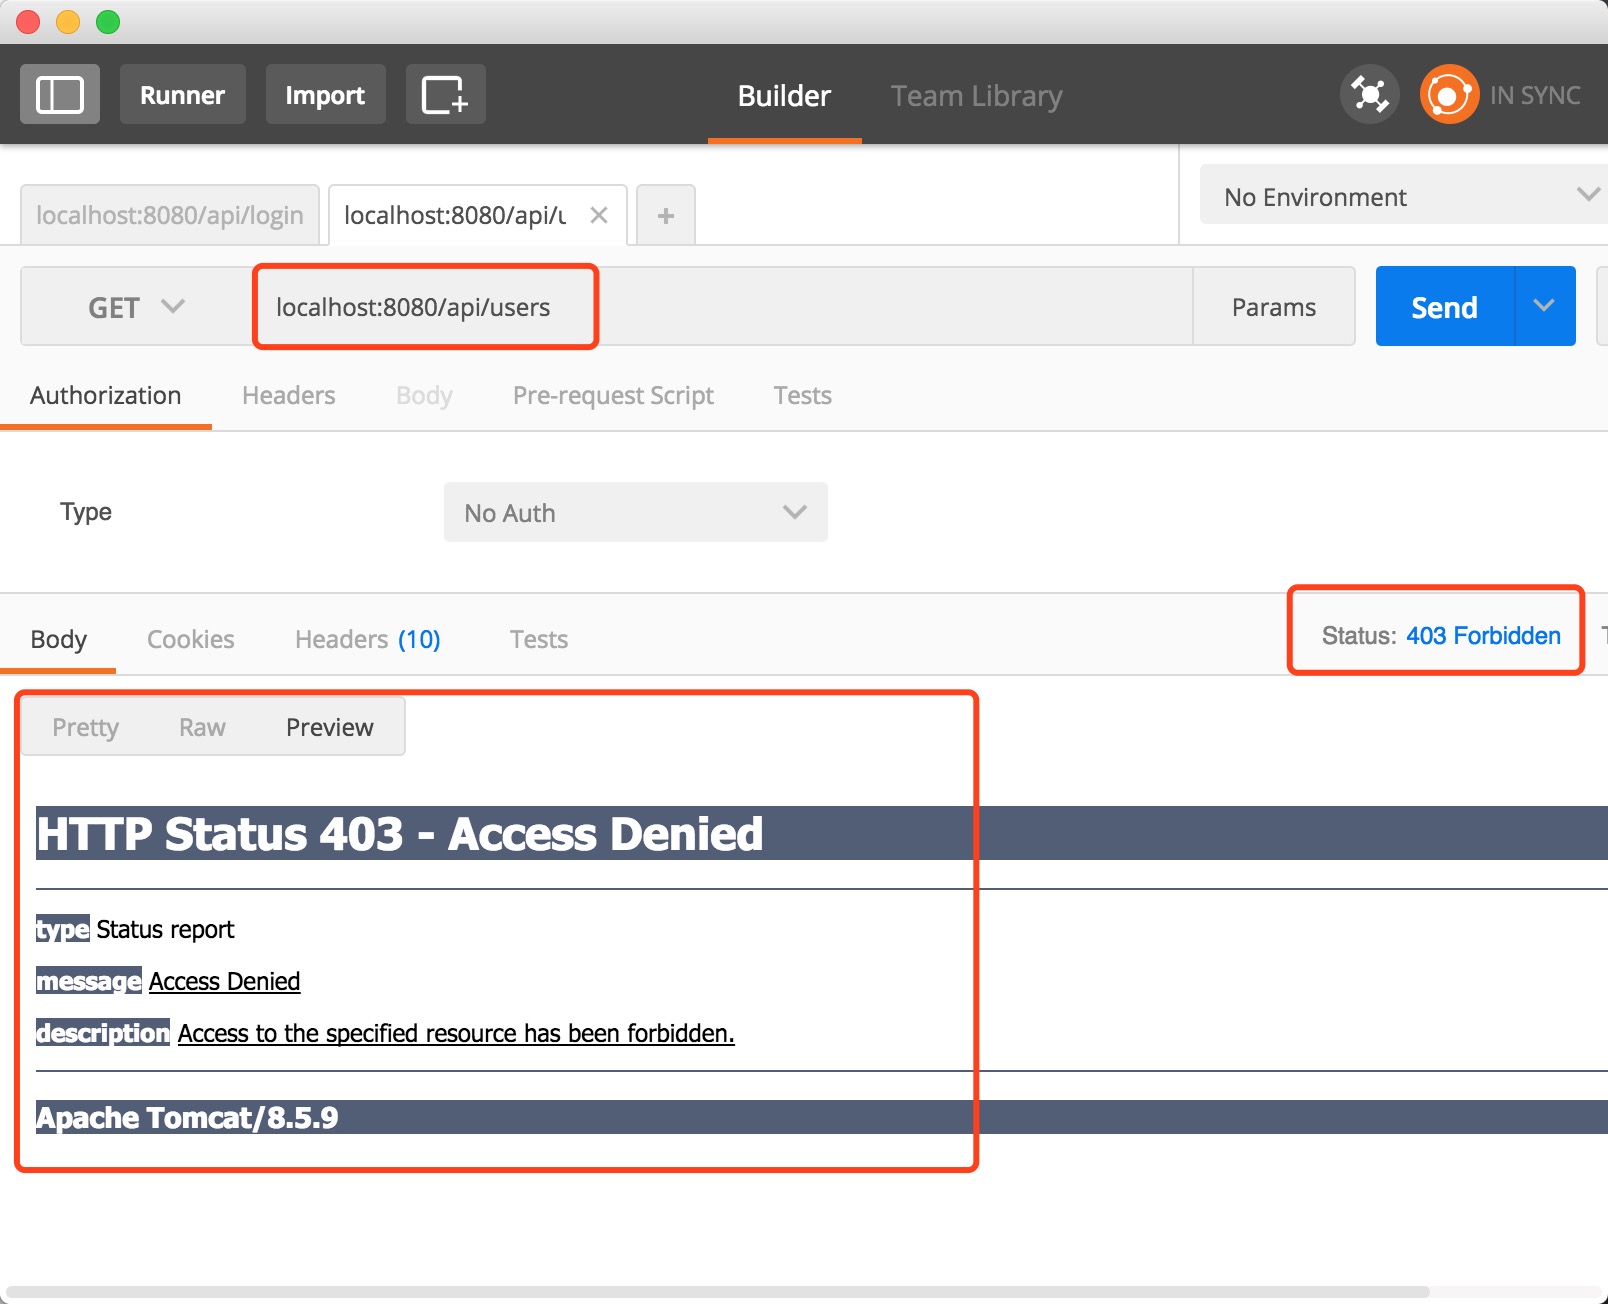 Runner Import Builder Team Library IN SYNC
localhost:8080/api/login localhost:8080/api/u No Environment
GET localhost:8080/api/users Params Send
Authorization Headers Body Pre-request Script Tests
Type No Auth
Body Cookies Headers (10) Tests Status: 403 Forbidden
Pretty Raw Preview
HTTP Status 403 - Access Denied
type Status report
message Access Denied
description Access to the specified resource has been forbidden.
Apache Tomcat/8.5.9